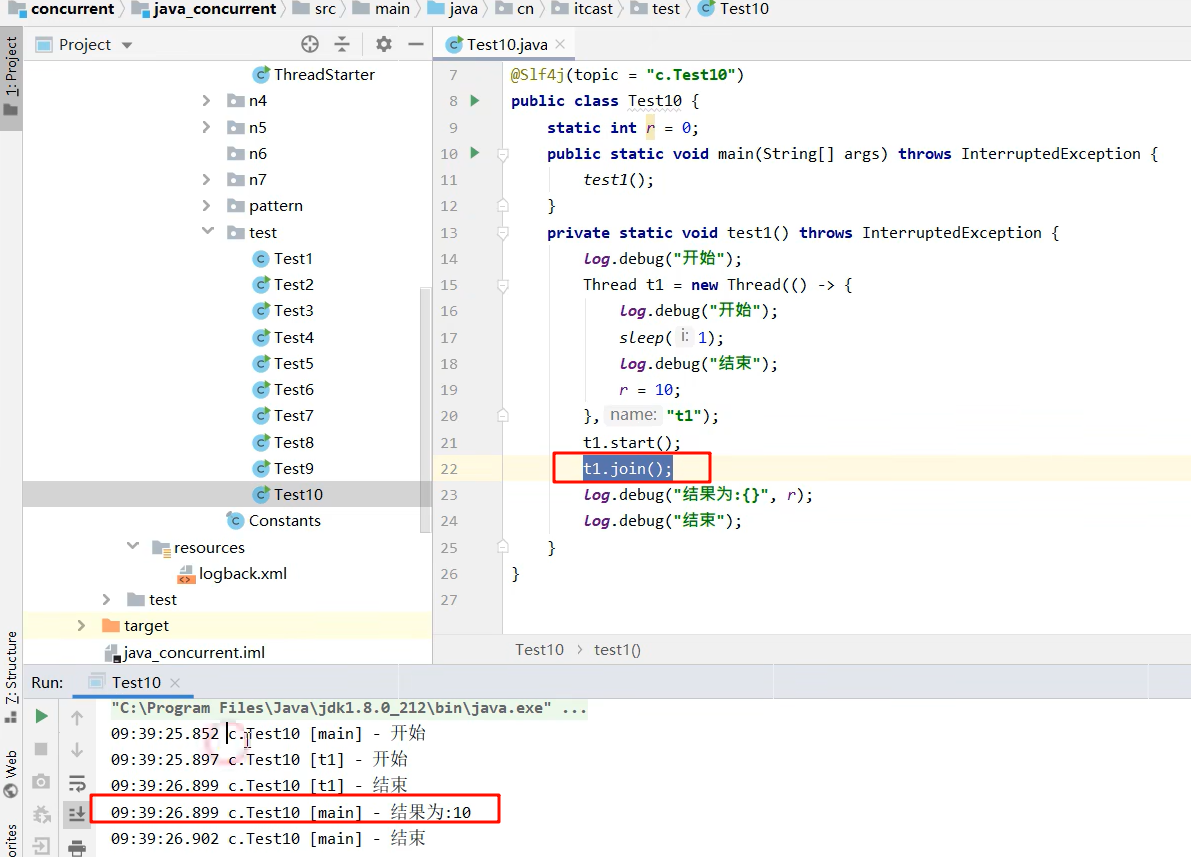 concurrent java_concurrent src main java cn itcast test Test10
1: Project
Project
ThreadStarter
n4
n5
n6
n7
pattern
test
Test1
Test2
Test3
Test4
Test5
Test6
Test7
Test8
Test9
Test10
Constants
resources
logback.xml
test
target
java_concurrent.iml
Test10.java
7 @Slf4j(topic = "c.Test10")
8 public class Test10 {
9 static int r = 0;
10 public static void main(String[] args) throws InterruptedException {
11 test1();
12 }
13 private static void test1() throws InterruptedException {
14 log.debug("开始");
15 Thread t1 = new Thread(() -> {
16 log.debug("开始");
17 sleep( i: 1);
18 log.debug("结束");
19 r = 10;
20 }, name: "t1");
21 t1.start();
22 t1.join();
23 log.debug("结果为:{}", r);
24 log.debug("结束");
25 }
26 }
27
Test10 test1()
Z: Structure
Web
orites
Run: Test10
"C:\Program Files\Java\jdk1.8.0_212\bin\java.exe" ...
09:39:25.852 c.Test10 [main] - 开始
09:39:25.897 c.Test10 [t1] - 开始
09:39:26.899 c.Test10 [t1] - 结束
09:39:26.899 c.Test10 [main] - 结果为:10
09:39:26.902 c.Test10 [main] - 结束